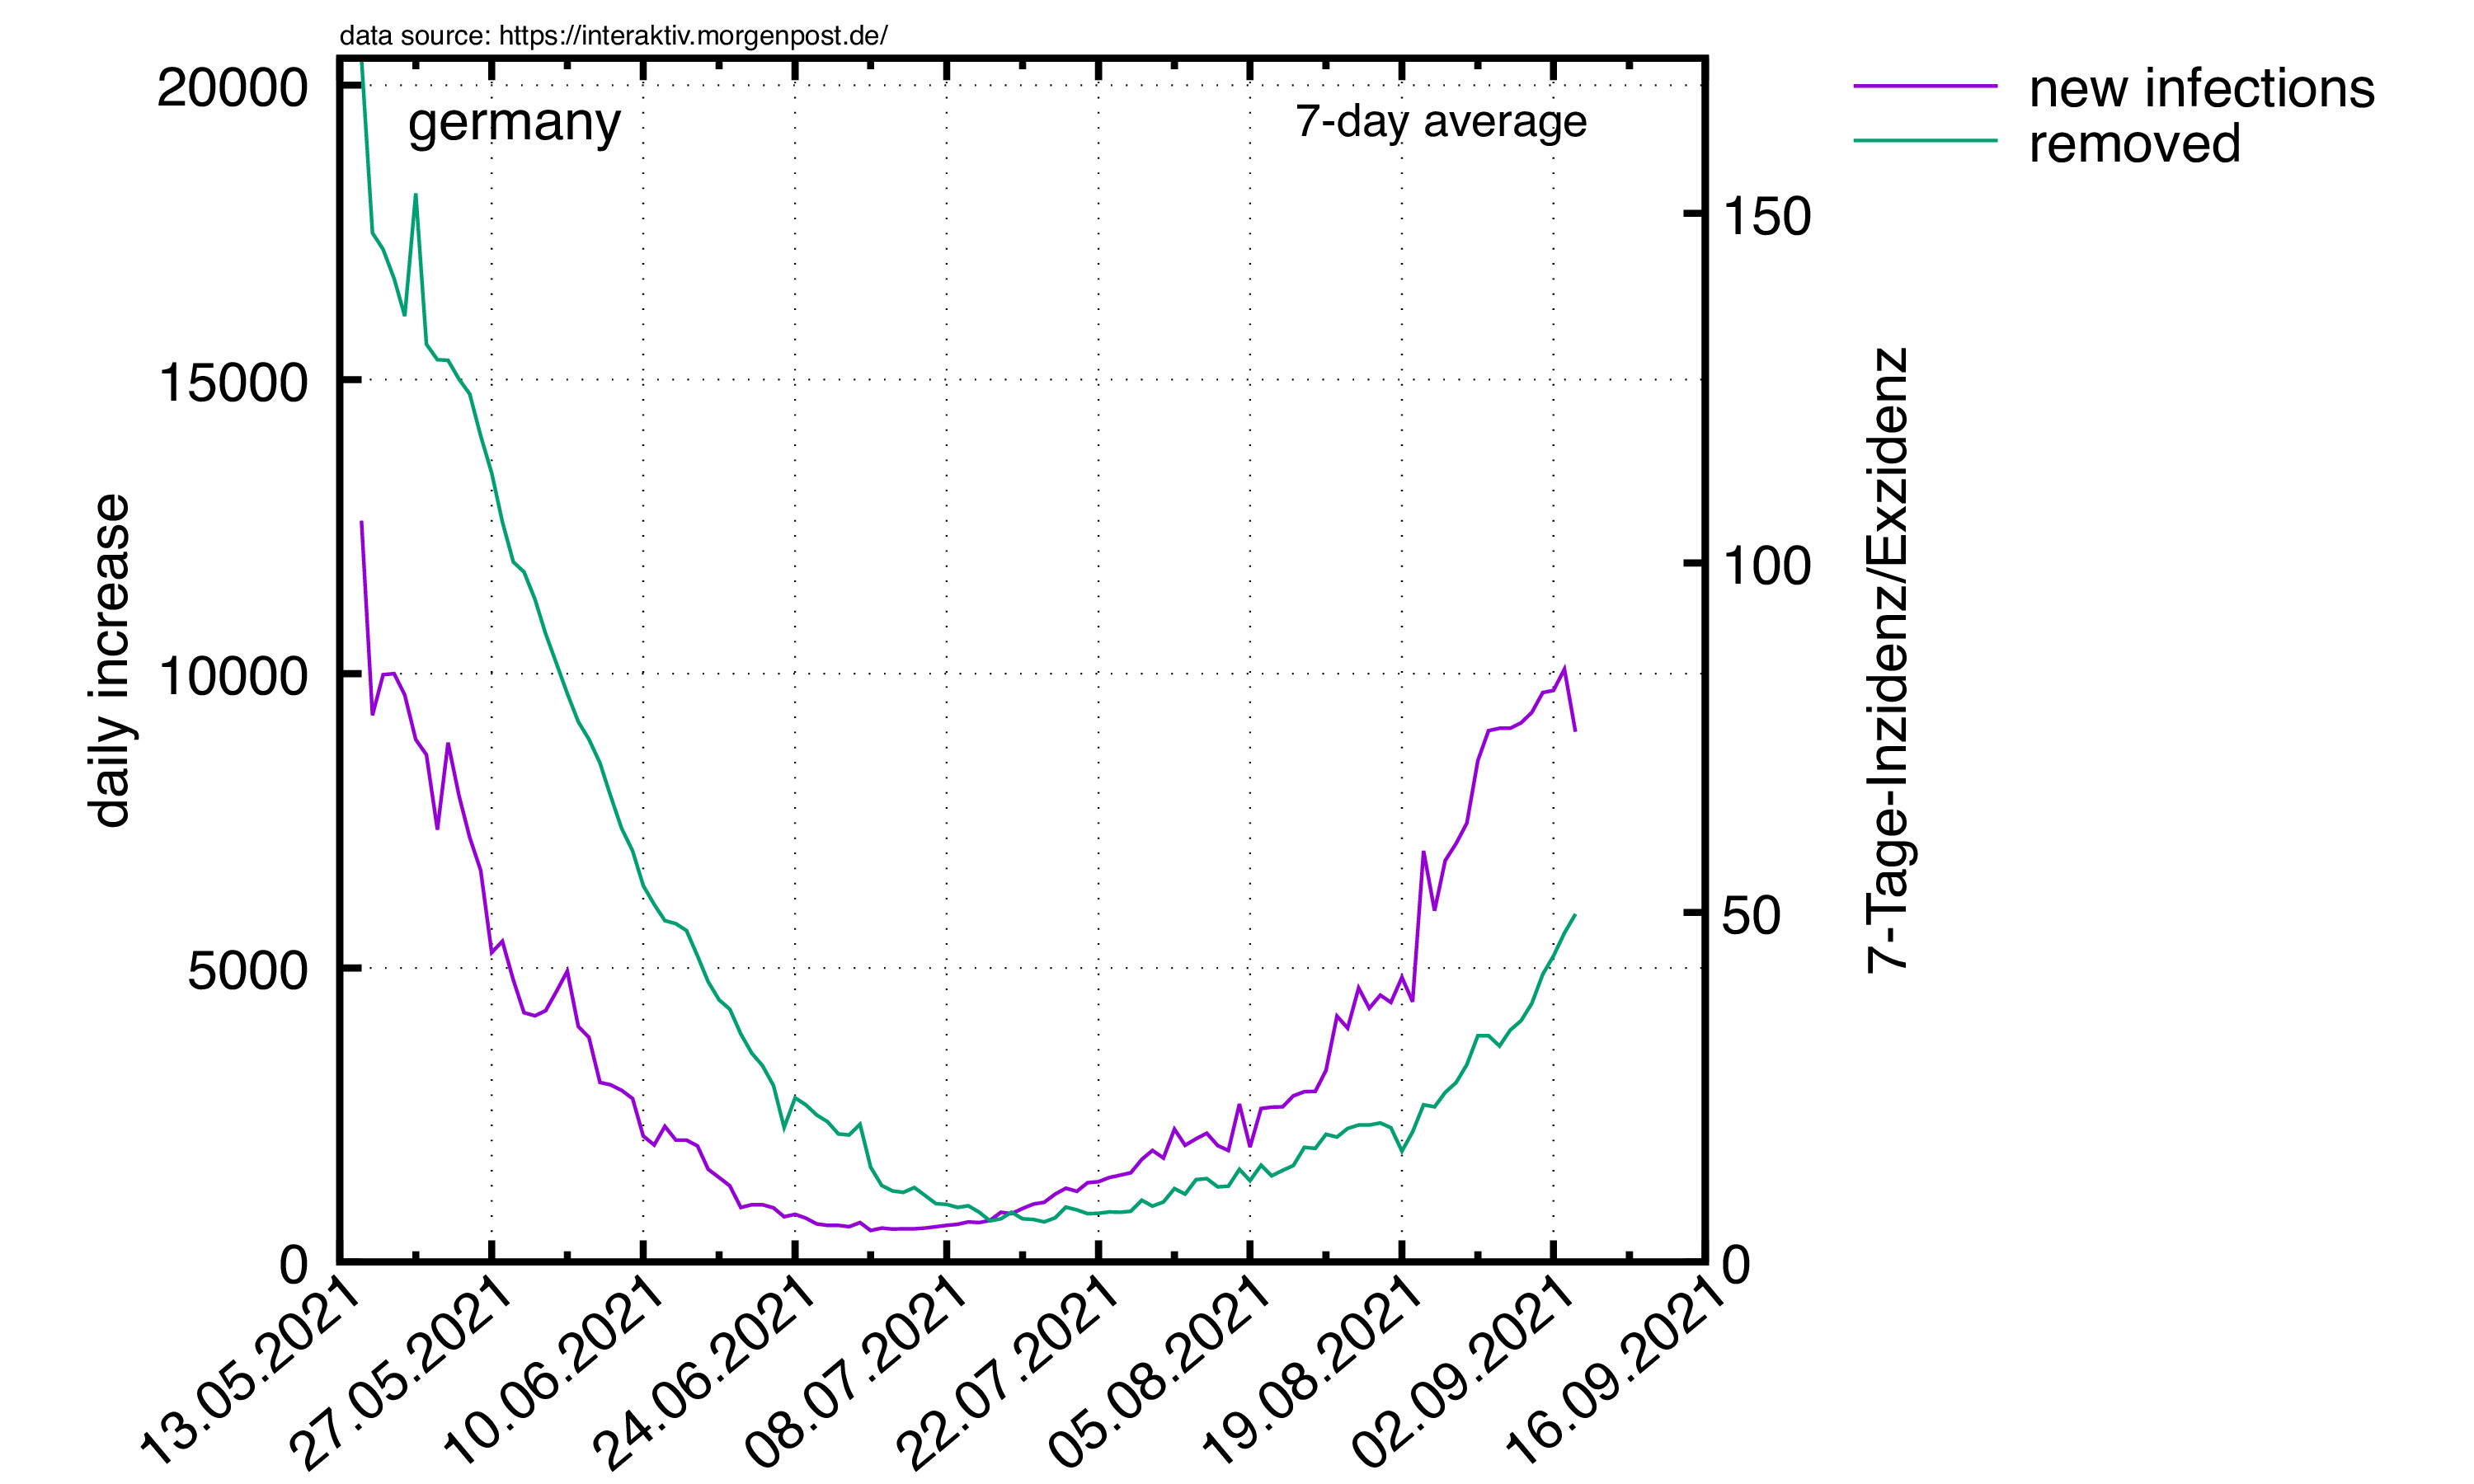 data source: https://interaktiv.morgenpost.de/
germany
7-day average
new infections
removed
daily increase
20000
15000
10000
5000
0
150
100
50
0
7-Tage-Inzidenz/Exzidenz
13.05.2021
27.05.2021
10.06.2021
24.06.2021
08.07.2021
22.07.2021
05.08.2021
19.08.2021
02.09.2021
16.09.2021